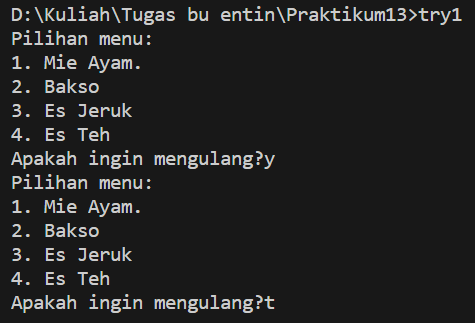 D:\Kuliah\Tugas bu entin\Praktikum13>try1
Pilihan menu:
1. Mie Ayam.
2. Bakso
3. Es Jeruk
4. Es Teh
Apakah ingin mengulang?y
Pilihan menu:
1. Mie Ayam.
2. Bakso
3. Es Jeruk
4. Es Teh
Apakah ingin mengulang?t